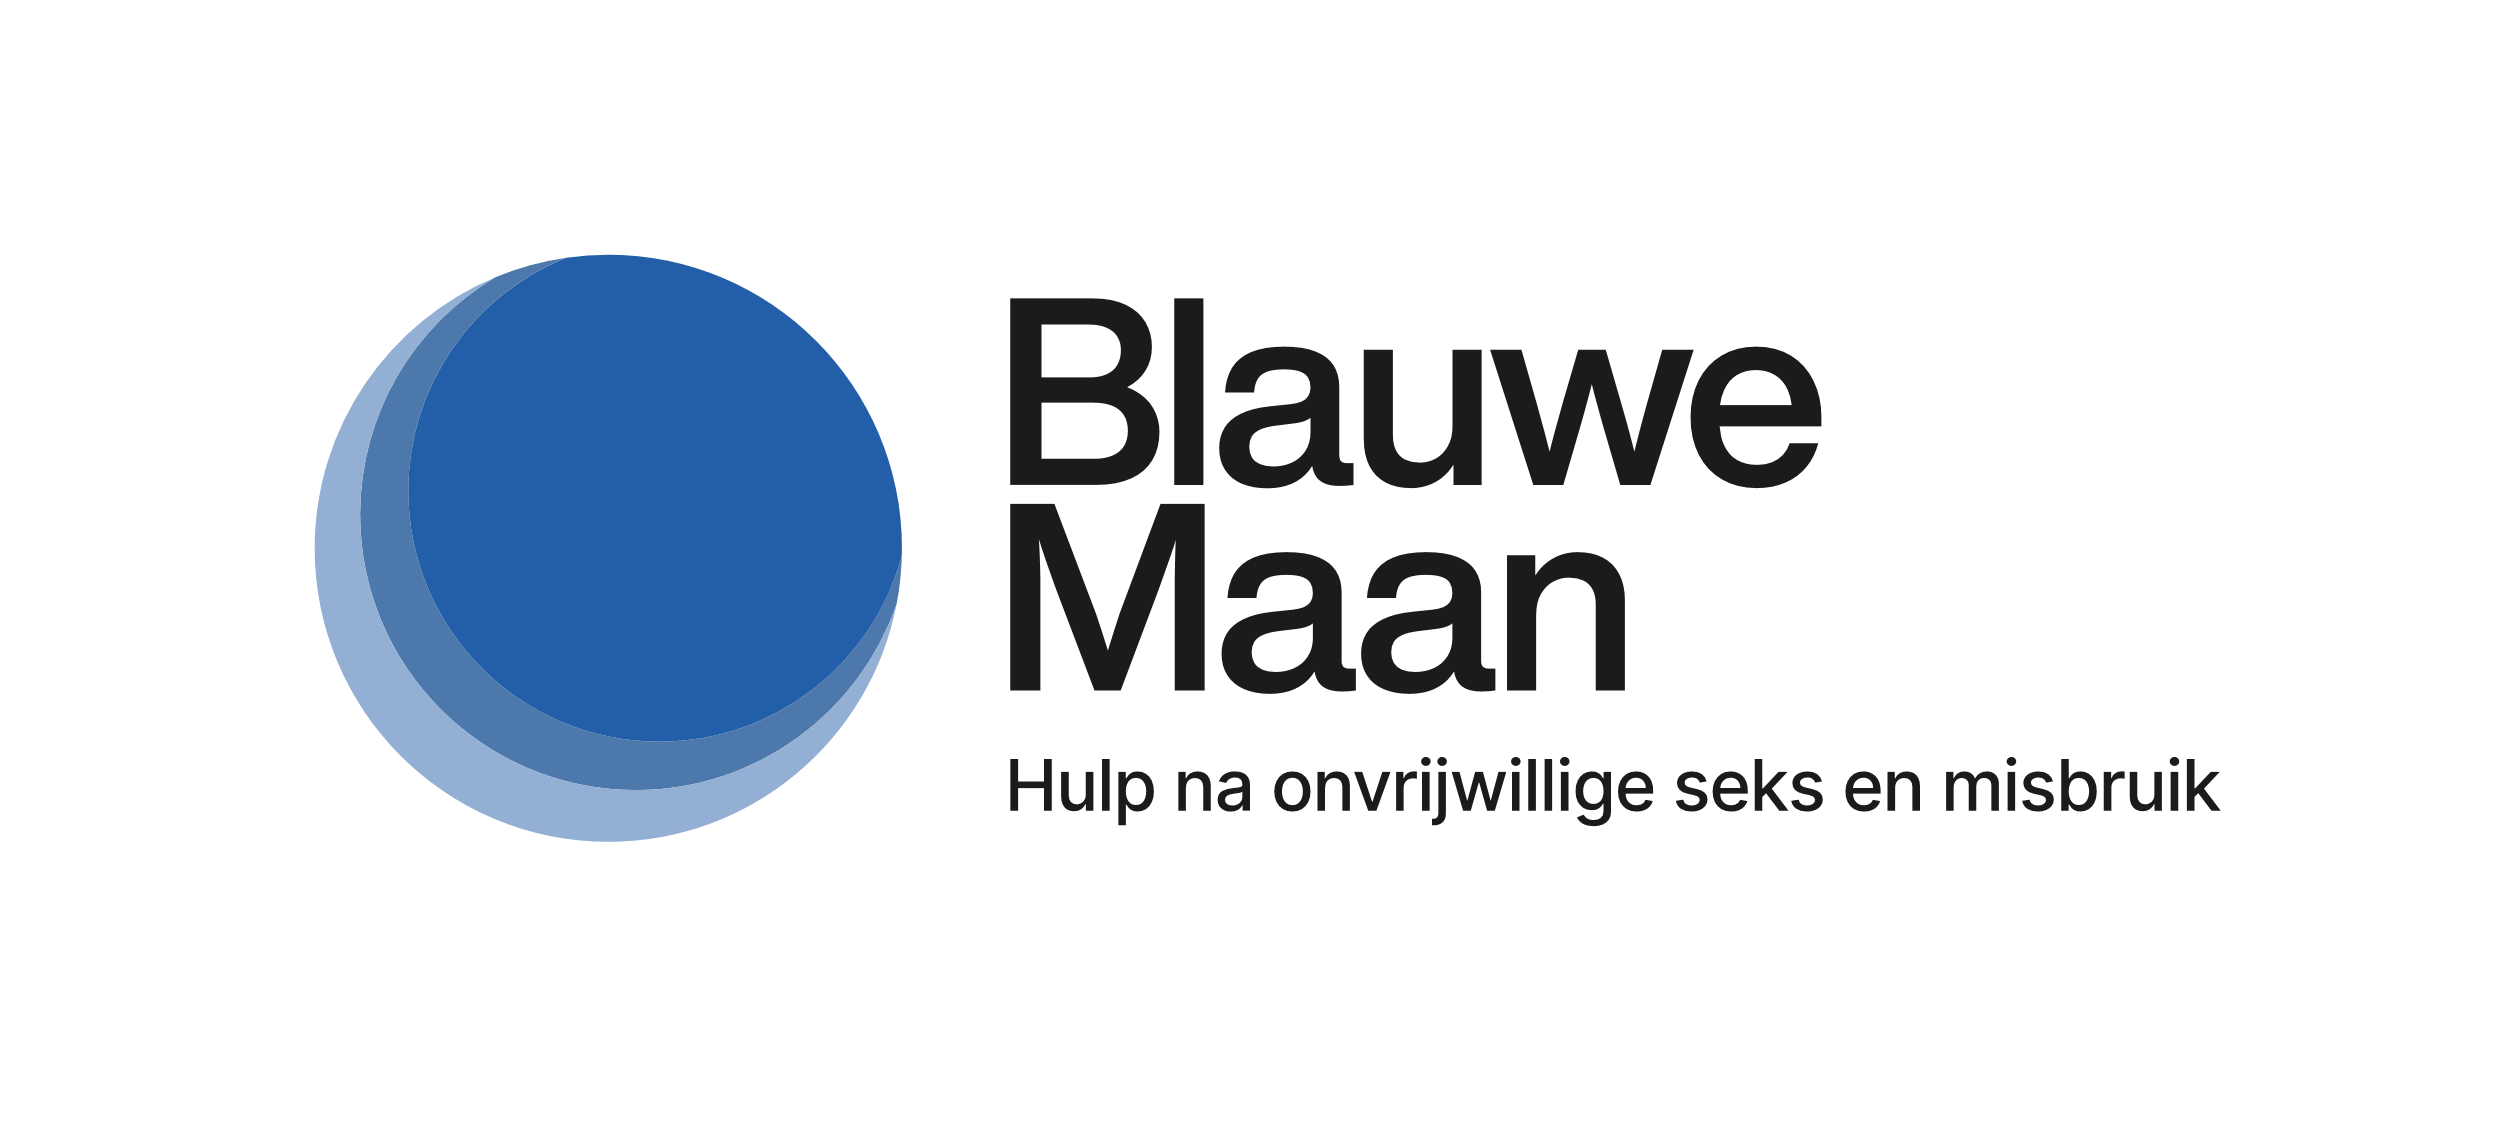 Blauwe
Maan
Hulp na onvrijwillige seks en misbruik